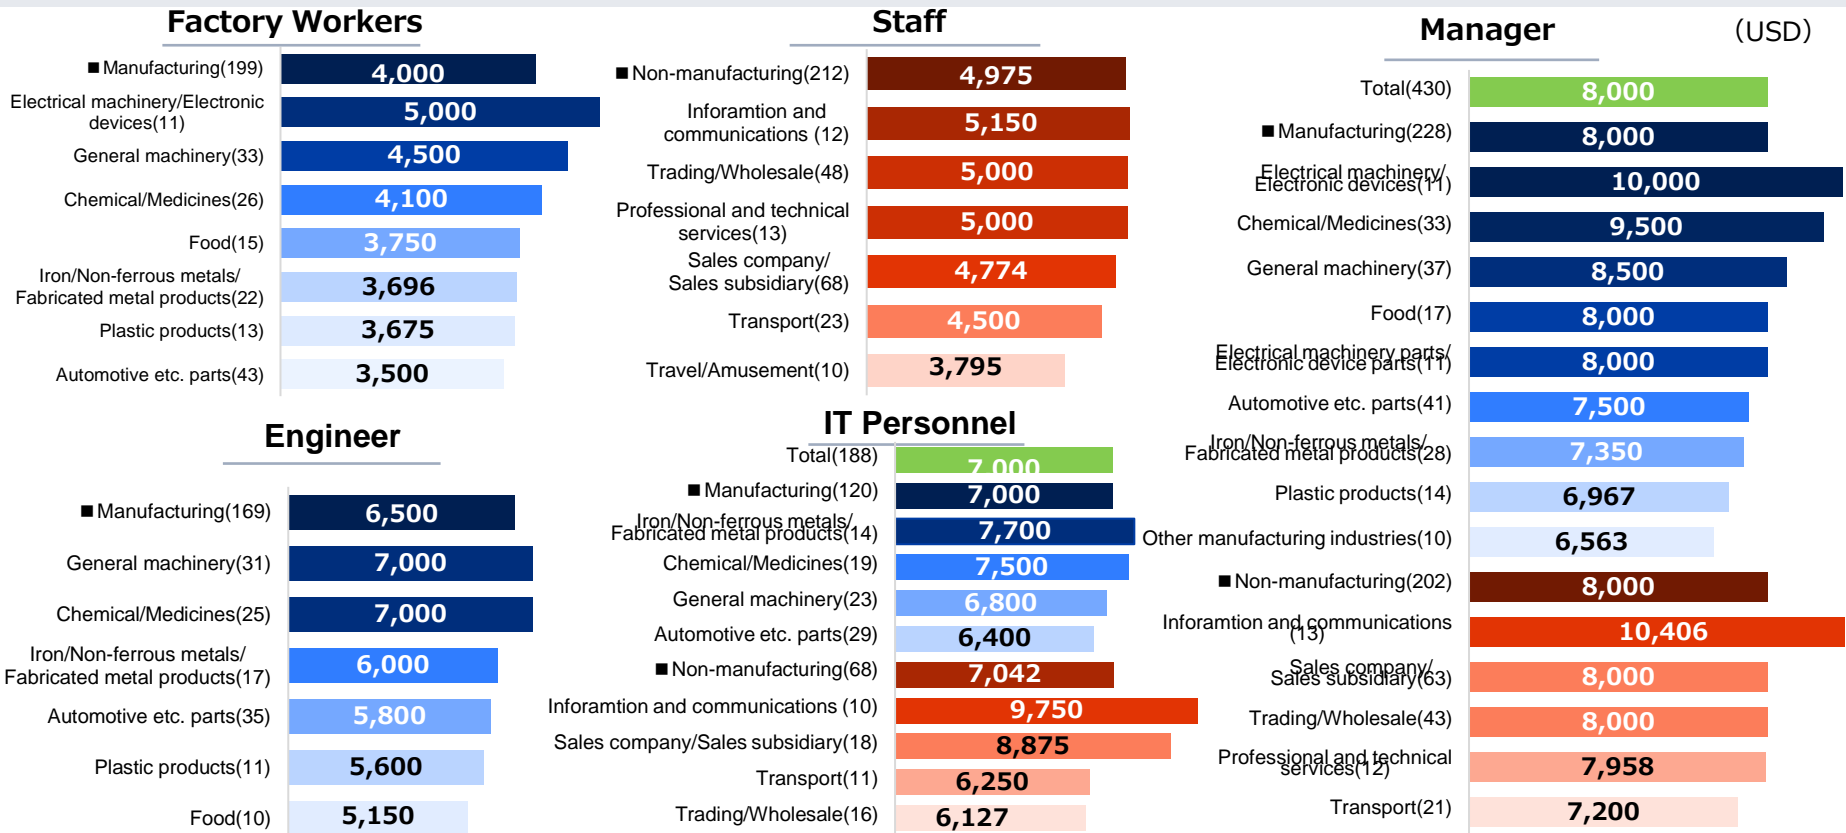 Factory Workers
■ Manufacturing(199)
4,000
Electrical machinery/Electronic
devices(11)
5,000
General machinery(33)
4,500
Chemical/Medicines(26)
4,100
Food(15)
3,750
Iron/Non-ferrous metals/
Fabricated metal products(22)
3,696
Plastic products(13)
3,675
Automotive etc. parts(43)
3,500
Engineer
■ Manufacturing(169)
6,500
General machinery(31)
7,000
Chemical/Medicines(25)
7,000
Iron/Non-ferrous metals/
Fabricated metal products(17)
6,000
Automotive etc. parts(35)
5,800
Plastic products(11)
5,600
Food(10)
5,150
Staff
■ Non-manufacturing(212)
4,975
Inforamtion and
communications (12)
5,150
Trading/Wholesale(48)
5,000
Professional and technical
services(13)
5,000
Sales company/
Sales subsidiary(68)
4,774
Transport(23)
4,500
Travel/Amusement(10)
3,795
IT Personnel
Total(188)
7,000
■ Manufacturing(120)
7,000
Iron/Non-ferrous metals/
Fabricated metal products(14)
7,700
Chemical/Medicines(19)
7,500
General machinery(23)
6,800
Automotive etc. parts(29)
6,400
■ Non-manufacturing(68)
7,042
Inforamtion and communications (10)
9,750
Sales company/Sales subsidiary(18)
8,875
Transport(11)
6,250
Trading/Wholesale(16)
6,127
Manager
(USD)
Total(430)
8,000
■ Manufacturing(228)
8,000
Electrical machinery/
Electronic devices(11)
10,000
Chemical/Medicines(33)
9,500
General machinery(37)
8,500
Food(17)
8,000
Electrical machinery parts/
Electronic device parts(11)
8,000
Automotive etc. parts(41)
7,500
Iron/Non-ferrous metals/
Fabricated metal products(28)
7,350
Plastic products(14)
6,967
Other manufacturing industries(10)
6,563
■ Non-manufacturing(202)
8,000
Inforamtion and communications
(13)
10,406
Sales company/
Sales subsidiary(63)
8,000
Trading/Wholesale(43)
8,000
Professional and technical
services(12)
7,958
Transport(21)
7,200